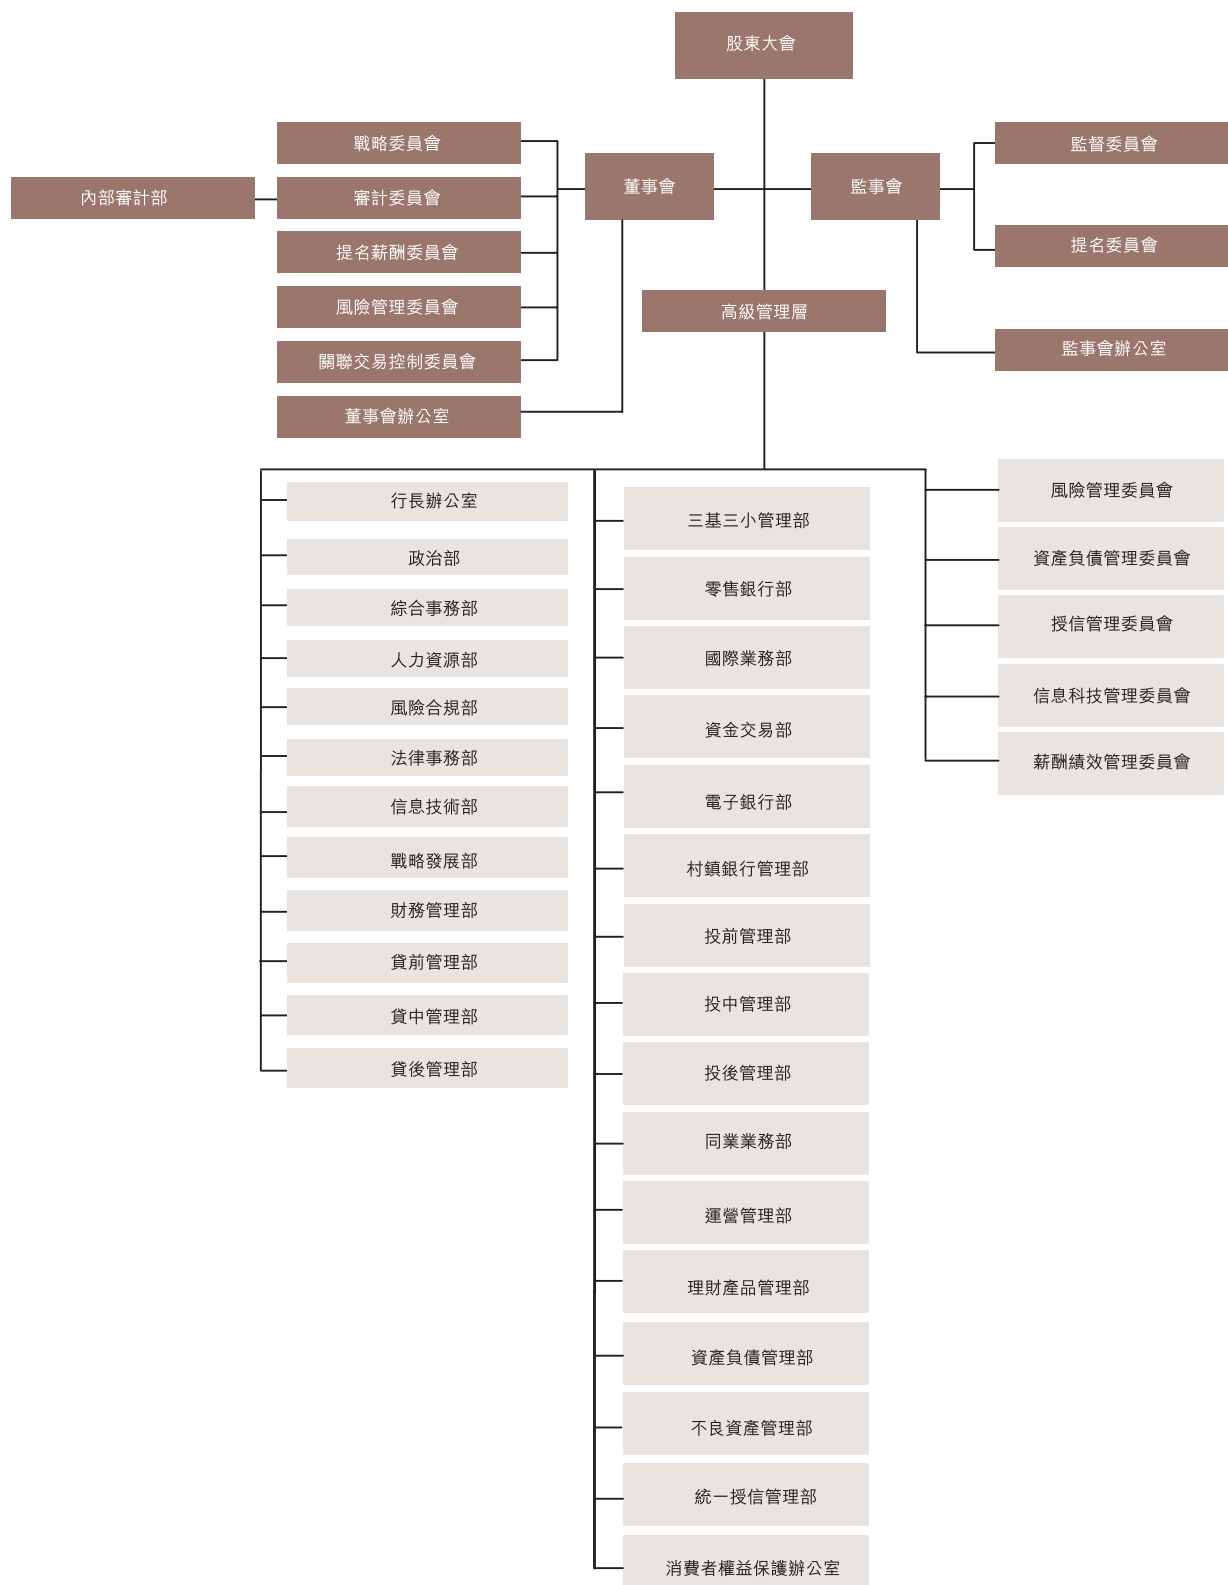 股東大會
戰略委員會
內部審計部
審計委員會
提名薪酬委員會
風險管理委員會
關聯交易控制委員會
董事會辦公室
董事會
監事會
高級管理層
監督委員會
提名委員會
監事會辦公室
行長辦公室
政治部
綜合事務部
人力資源部
風險合規部
法律事務部
信息技術部
戰略發展部
財務管理部
貸前管理部
貸中管理部
貸後管理部
三基三小管理部
零售銀行部
國際業務部
資金交易部
電子銀行部
村鎮銀行管理部
投前管理部
投中管理部
投後管理部
同業業務部
運營管理部
理財產品管理部
資產負債管理部
不良資產管理部
統一授信管理部
消費者權益保護辦公室
風險管理委員會
資產負債管理委員會
授信管理委員會
信息科技管理委員會
薪酬績效管理委員會